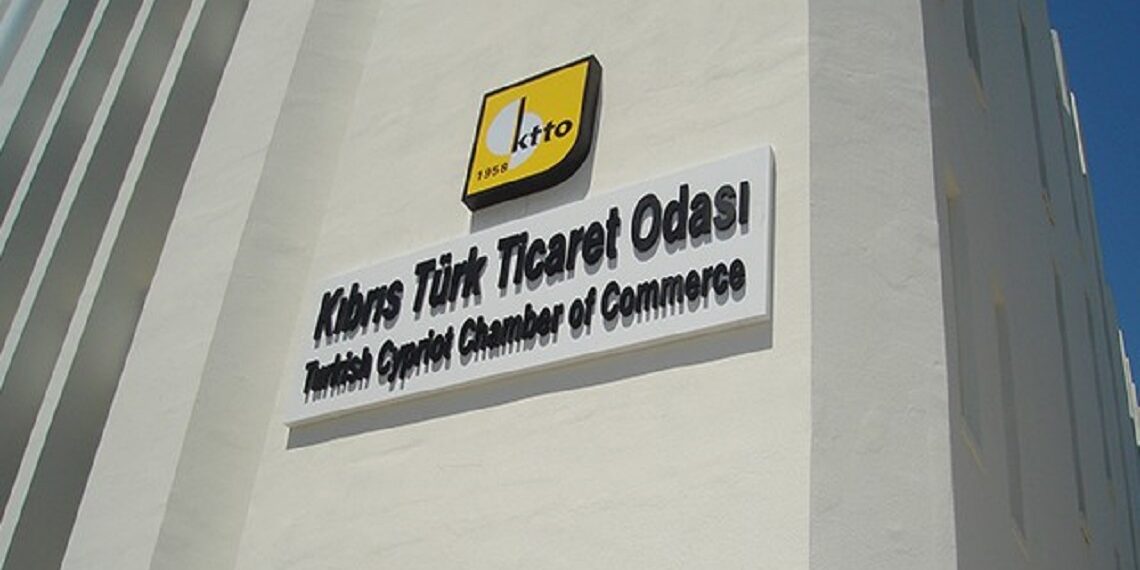 ktto
1958
Kıbrıs Türk Ticaret Odası
Turkish Cypriot Chamber of Commerce